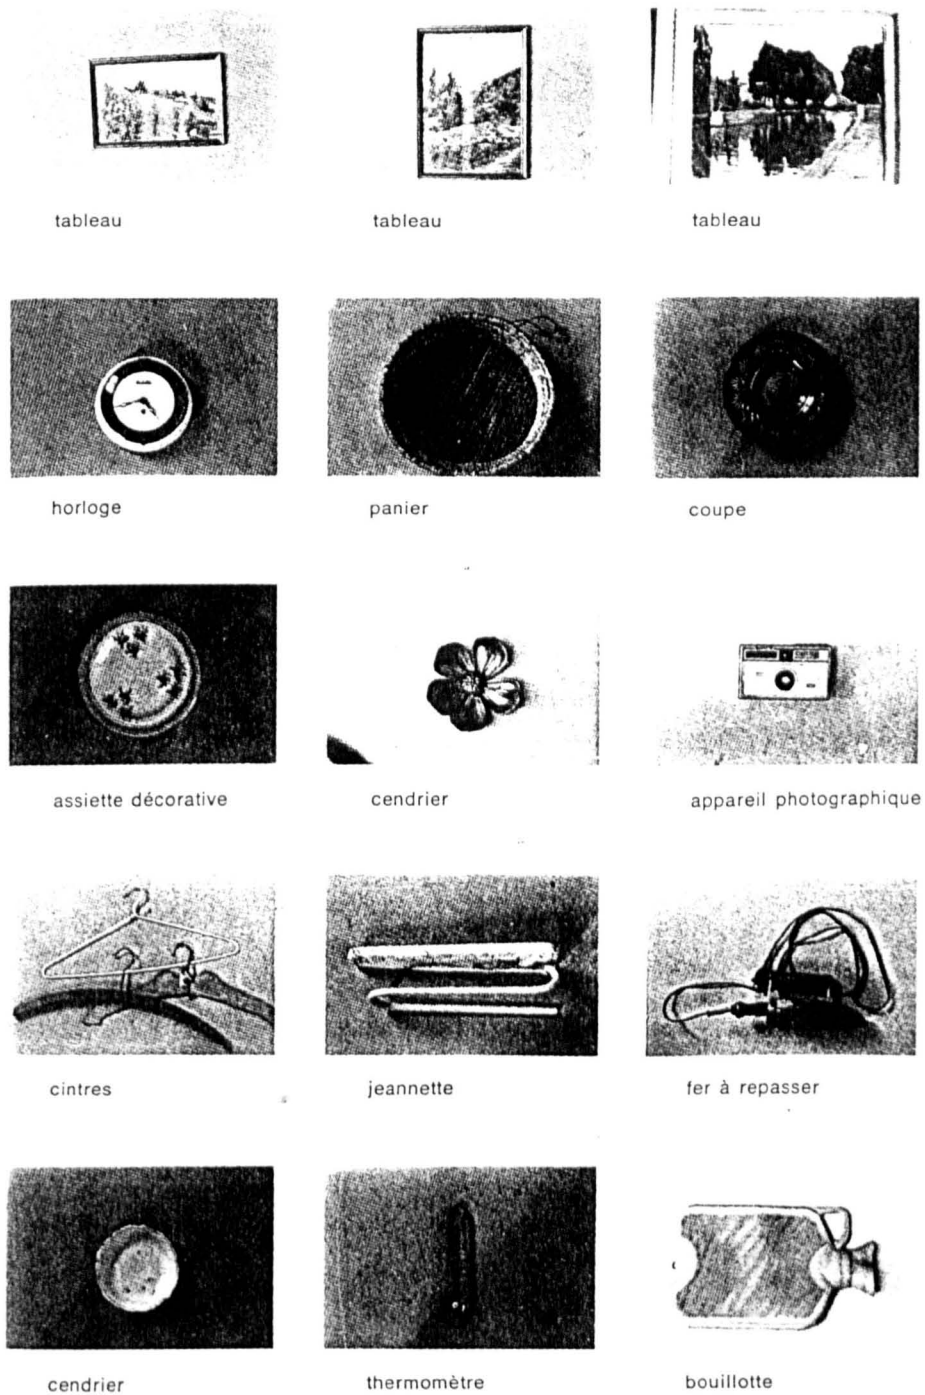 tableau tableau tableau
horloge panier coupe
assiette décorative cendrier appareil photographique
cintres jeannette fer à repasser
cendrier thermomètre bouillotte